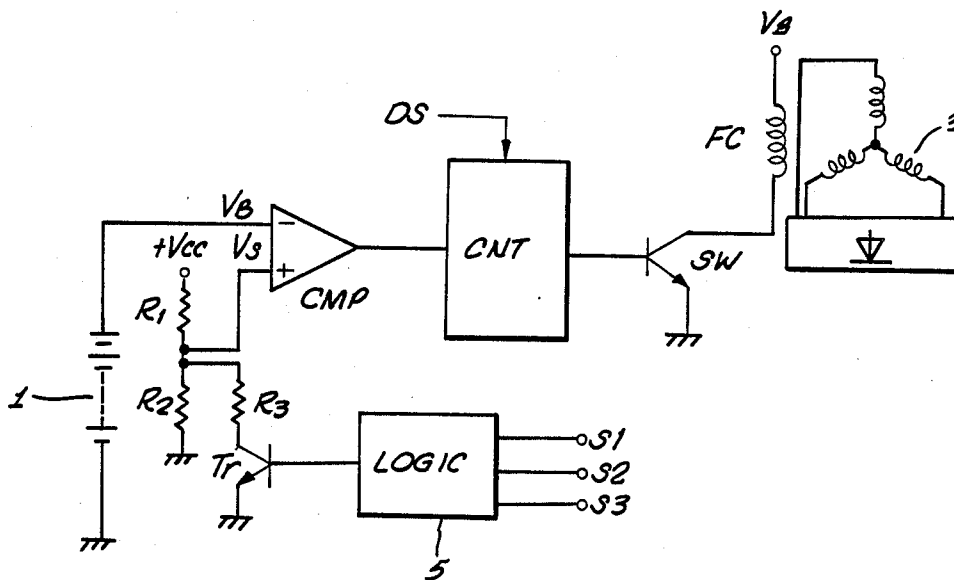 VB
DS
FC
3
VB
+Vcc
VS
−
+
CMP
CNT
SW
R1
1
R2
R3
Tr
LOGIC
S1
S2
S3
5